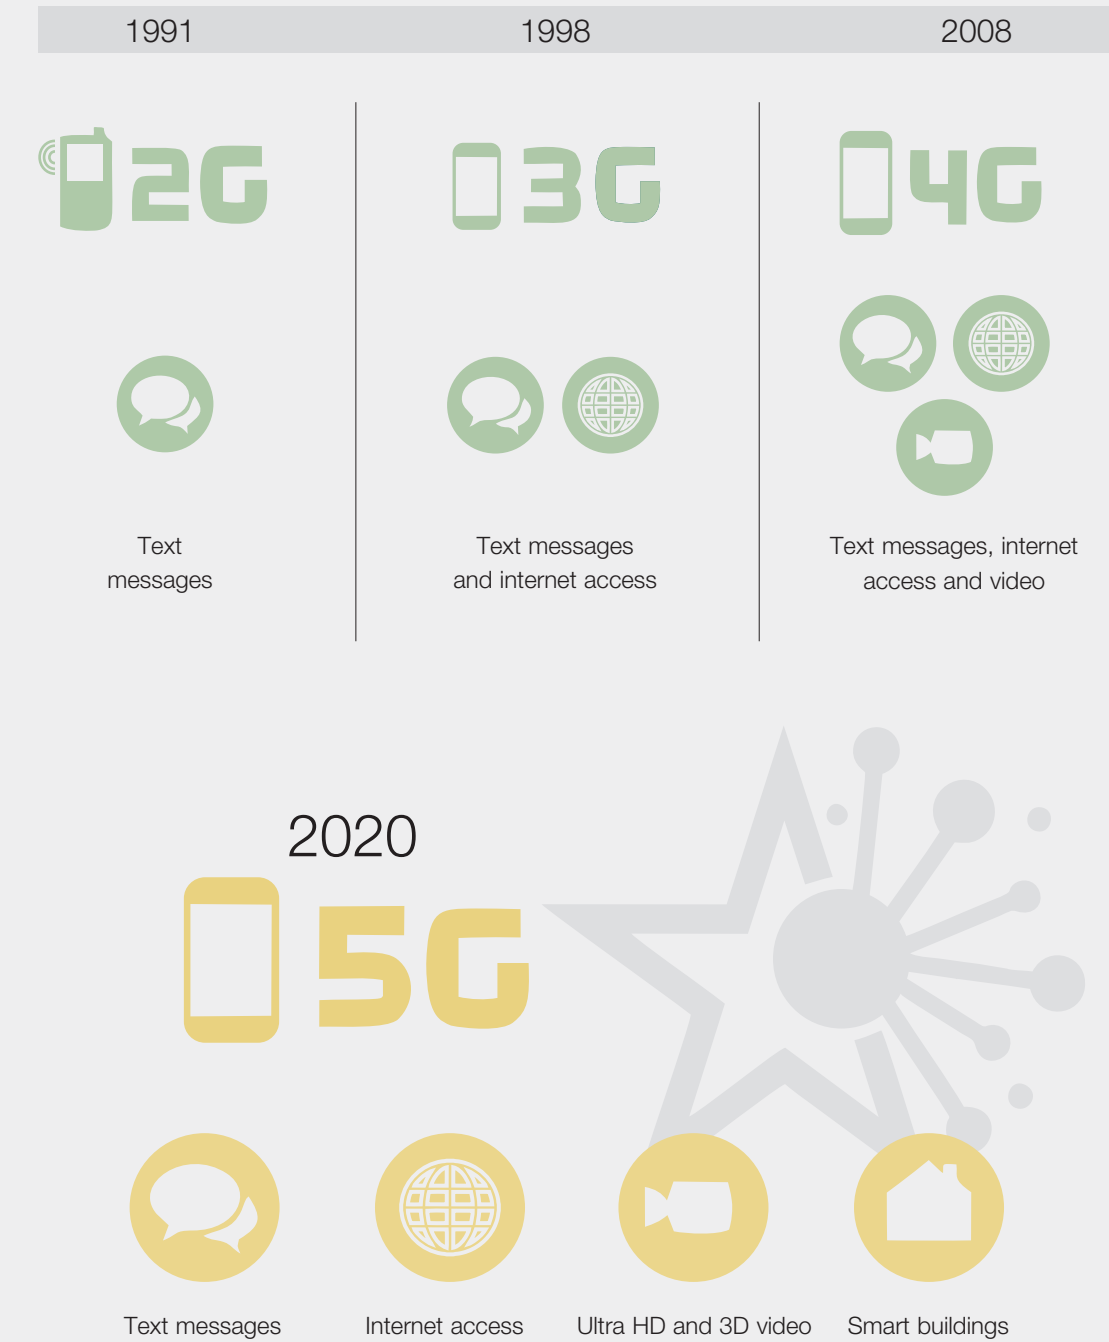 1991
1998
2008
2G
3G
4G
Text
messages
Text messages
and internet access
Text messages, internet
access and video
2020
5G
Text messages
Internet access
Ultra HD and 3D video
Smart buildings